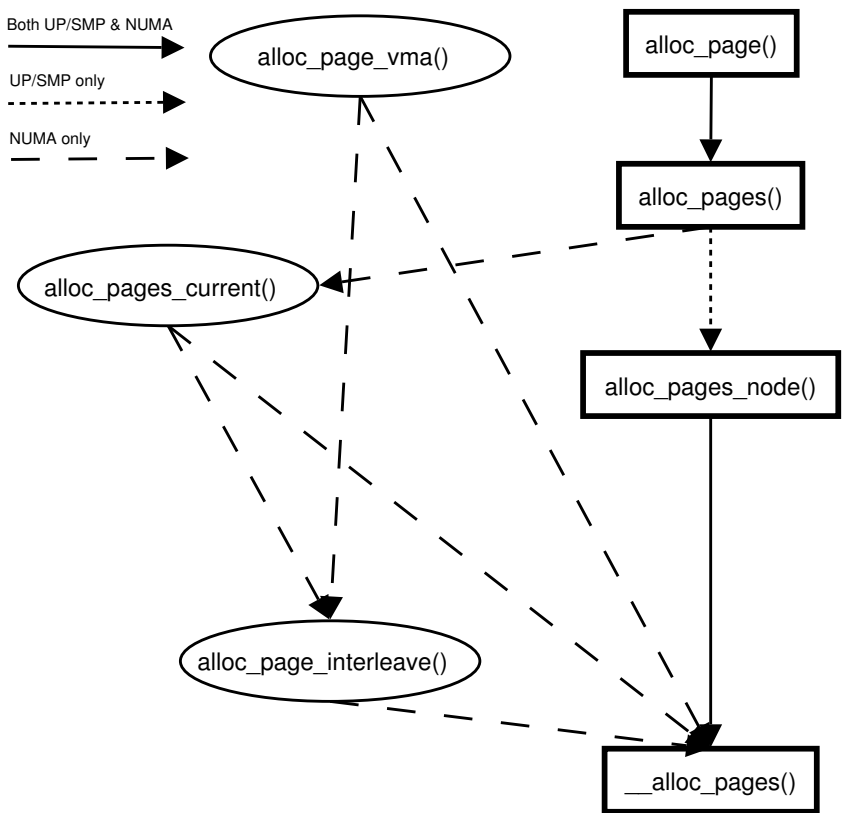 Both UP/SMP & NUMA
UP/SMP only
NUMA only
alloc_page_vma()
alloc_page()
alloc_pages()
alloc_pages_current()
alloc_pages_node()
alloc_page_interleave()
__alloc_pages()